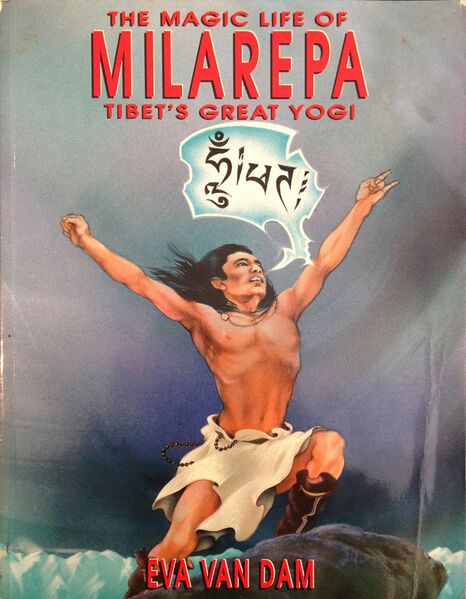 THE MAGIC LIFE OF
MILAREPA
TIBET'S GREAT YOGI
ཧཱུྃ།ཕཊ།
EVA VAN DAM